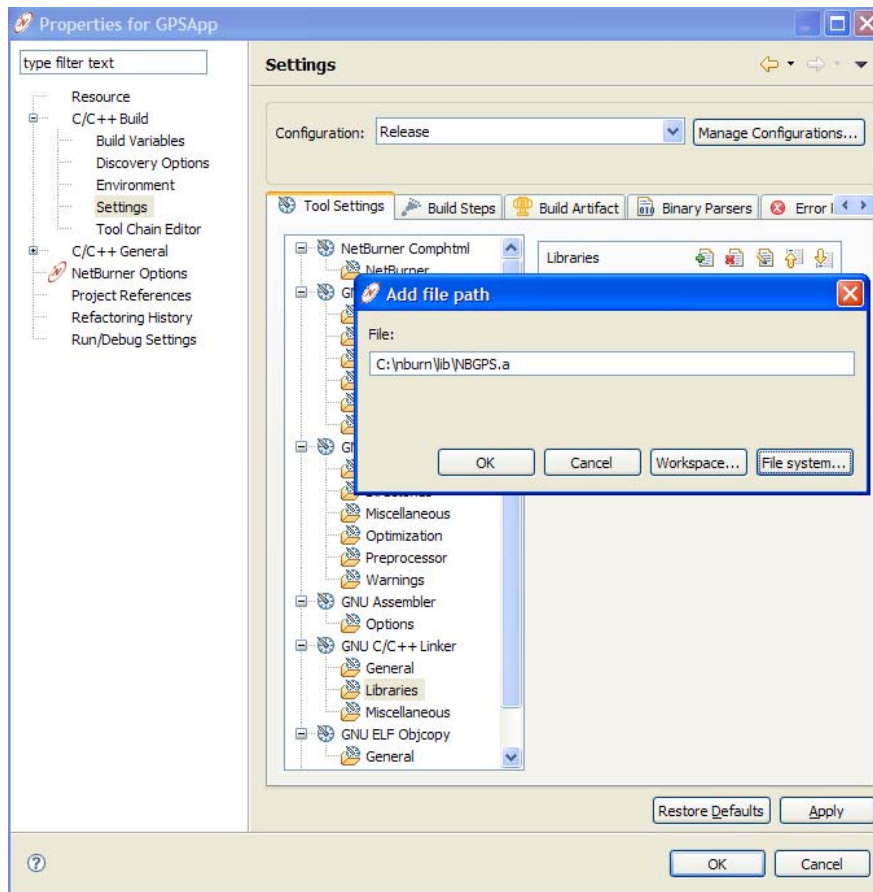 Properties for GPSApp
type filter text
Resource
C/C++ Build
Build Variables
Discovery Options
Environment
Settings
Tool Chain Editor
C/C++ General
NetBurner Options
Project References
Refactoring History
Run/Debug Settings
Settings
Configuration: Release Manage Configurations...
Tool Settings Build Steps Build Artifact Binary Parsers Error
NetBurner Comphtml
NetBurner
Libraries
Add file path
File:
C:\nburn\lib\NBGPS.a
OK Cancel Workspace... File system...
Directories
Miscellaneous
Optimization
Preprocessor
Warnings
GNU Assembler
Options
GNU C/C++ Linker
General
Libraries
Miscellaneous
GNU ELF Objcopy
General
Restore Defaults Apply
OK Cancel